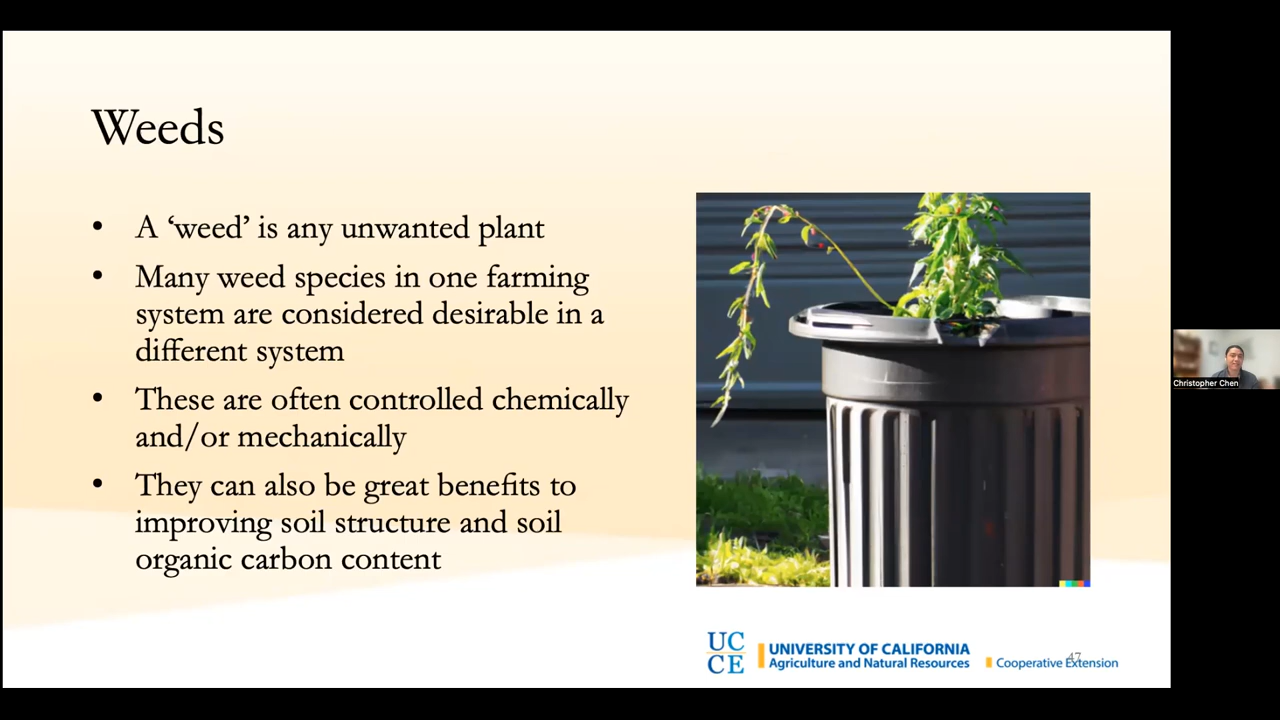 Weeds
• A ‘weed’ is any unwanted plant
• Many weed species in one farming
system are considered desirable in a
different system
• These are often controlled chemically
and/or mechanically
• They can also be great benefits to
improving soil structure and soil
organic carbon content
Christopher Chen
UC
CE
UNIVERSITY OF CALIFORNIA
Agriculture and Natural Resources
Cooperative Extension
47